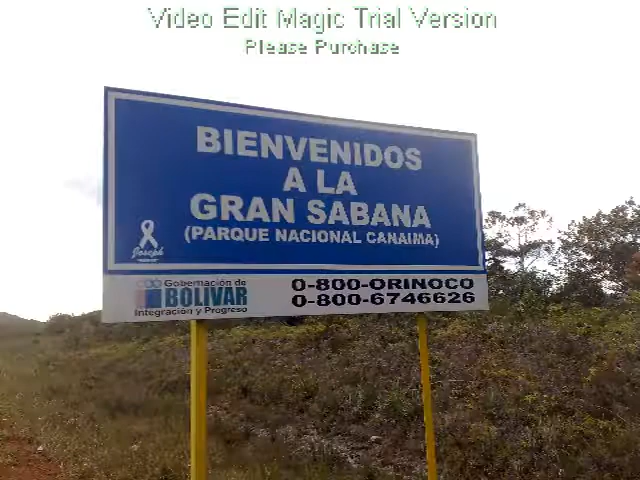 Video Edit Magic Trial Version
Please Purchase
BIENVENIDOS
A LA
GRAN SABANA
(PARQUE NACIONAL CANAIMA)
Joseph
Gobernación de
BOLIVAR
Integración y Progreso
0-800-ORINOCO
0-800-6746626